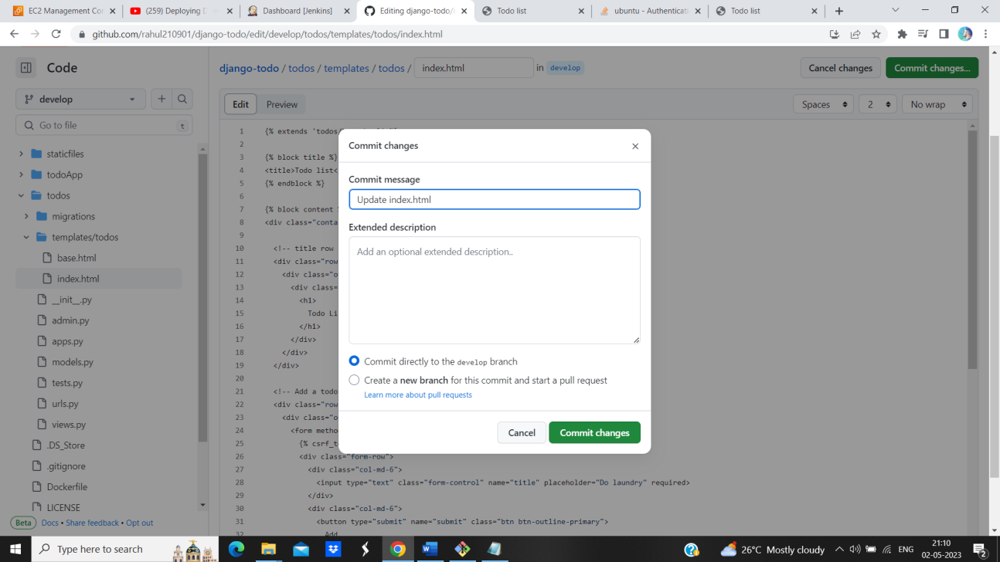 EC2 Management Con
(259) Deploying D
Dashboard [Jenkins]
Editing django-todo/
Todo list
ubuntu - Authenticati
Todo list
github.com/rahul210901/django-todo/edit/develop/todos/templates/todos/index.html
Code
django-todo / todos / templates / todos / index.html in develop
Cancel changes
Commit changes...
develop
Edit
Preview
Spaces
2
No wrap
Go to file
t
staticfiles
todoApp
todos
migrations
templates/todos
base.html
index.html
__init__.py
admin.py
apps.py
models.py
tests.py
urls.py
views.py
.DS_Store
.gitignore
Dockerfile
LICENSE
Beta Docs • Share feedback • Opt out
1 {% extends 'todos/
2
3 {% block title %}
4 <title>Todo list<
5 {% endblock %}
6
7 {% block content
8 <div class="conta
9
10 <!-- title row
11 <div class="row
12 <div class="o
13 <div class=
14 <h1>
15 Todo Li
16 </h1>
17 </div>
18 </div>
19 </div>
20
21 <!-- Add a todo
22 <div class="row
23 <div class="o
24 <form metho
25 {% csrf_t
26 <div class="form-row">
27 <div class="col-md-6">
28 <input type="text" class="form-control" name="title" placeholder="Do laundry" required>
29 </div>
30 <div class="col-md-6">
31 <button type="submit" name="submit" class="btn btn-outline-primary">
32 Add
Commit changes
Commit message
Update index.html
Extended description
Add an optional extended description..
Commit directly to the develop branch
Create a new branch for this commit and start a pull request
Learn more about pull requests
Cancel
Commit changes
Type here to search
26°C Mostly cloudy
ENG
21:10
02-05-2023
2